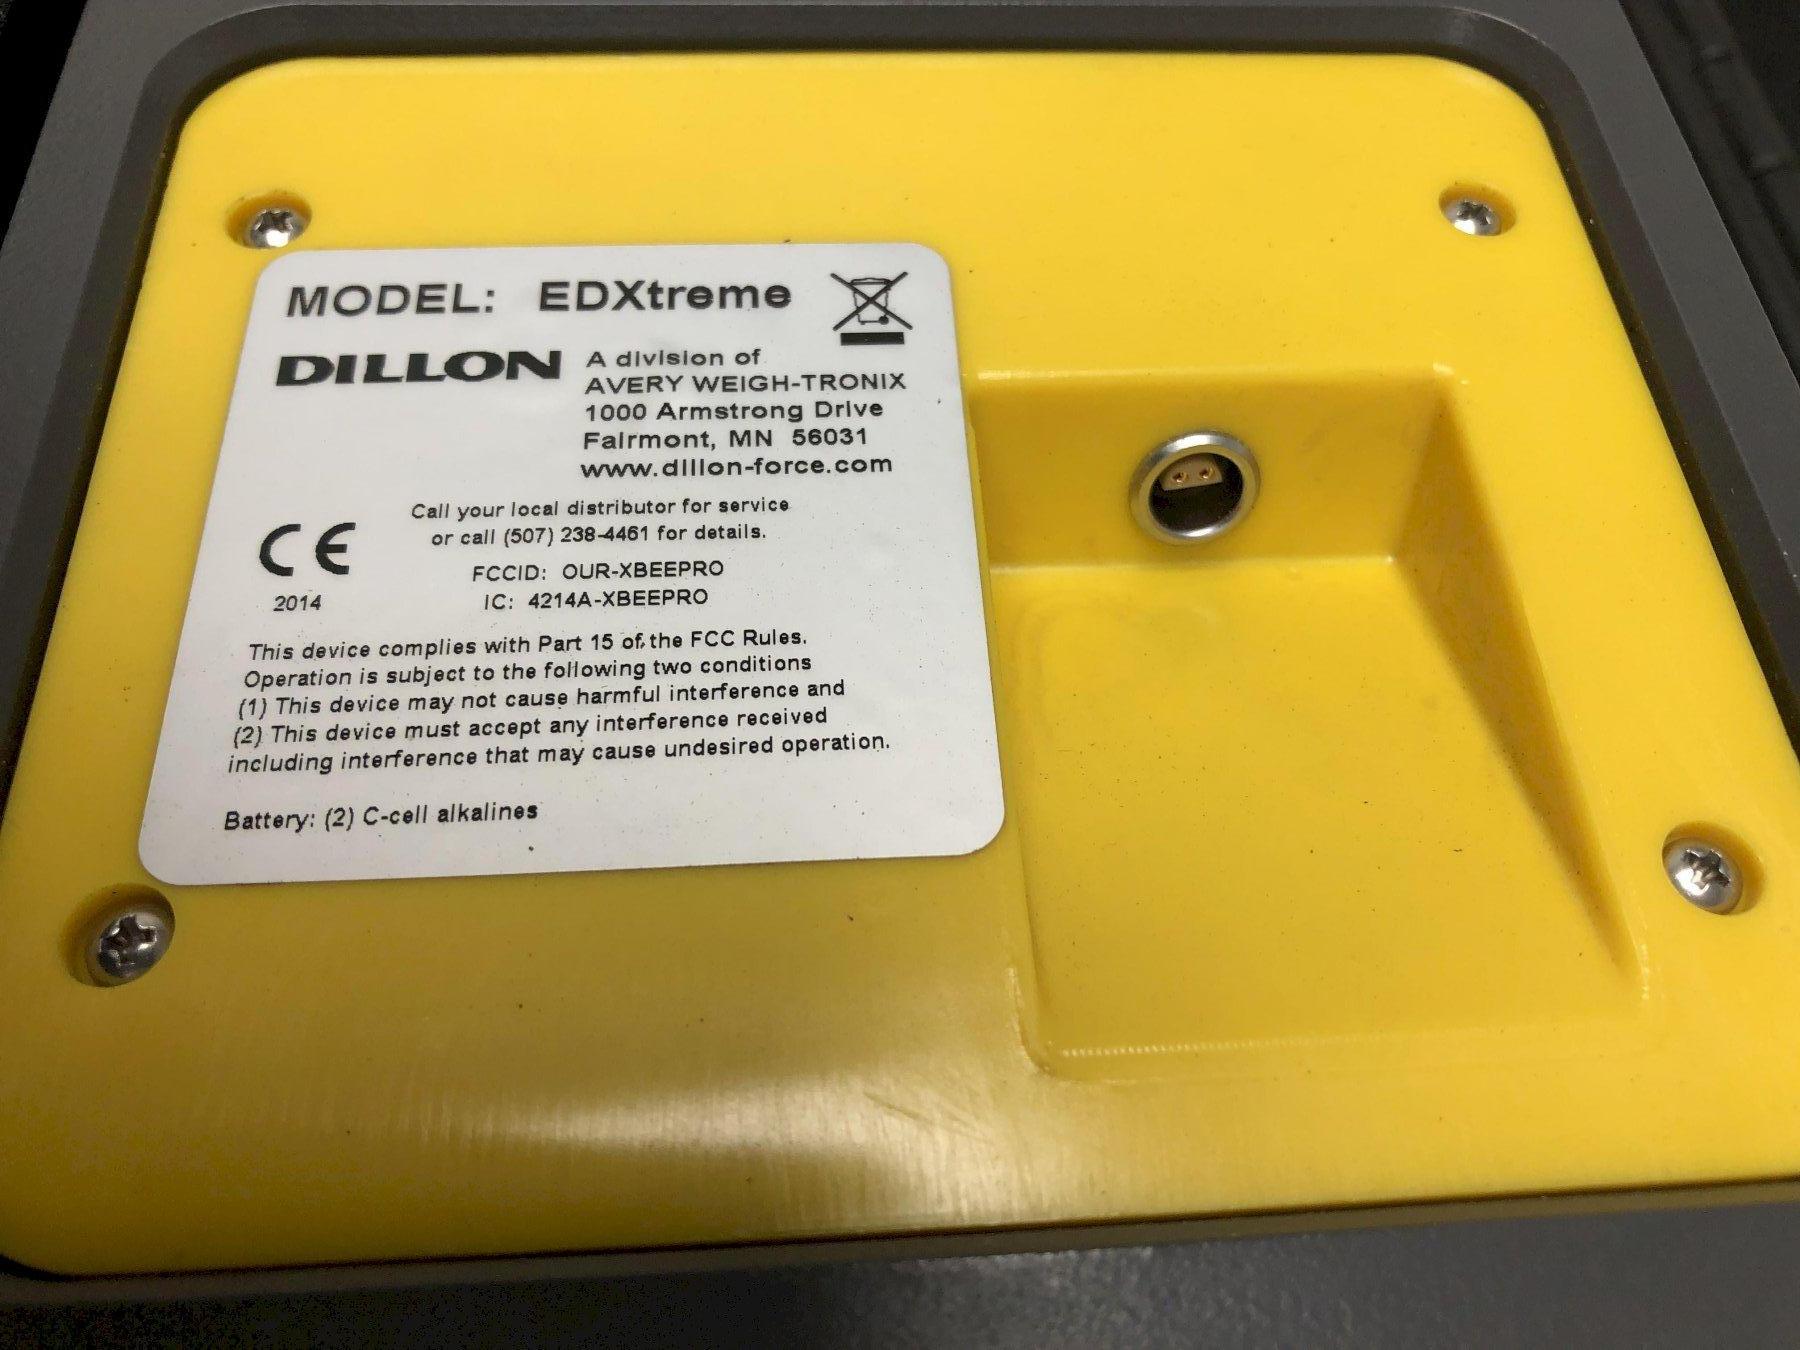 MODEL: EDXtreme
DILLON
A division of
AVERY WEIGH-TRONIX
1000 Armstrong Drive
Fairmont, MN 56031
www.dillon-force.com
Call your local distributor for service
or call (507) 238-4461 for details.
CE
2014
FCCID: OUR-XBEEPRO
IC: 4214A-XBEEPRO
This device complies with Part 15 of the FCC Rules.
Operation is subject to the following two conditions
(1) This device may not cause harmful interference and
(2) This device must accept any interference received
including interference that may cause undesired operation.
Battery: (2) C-cell alkalines